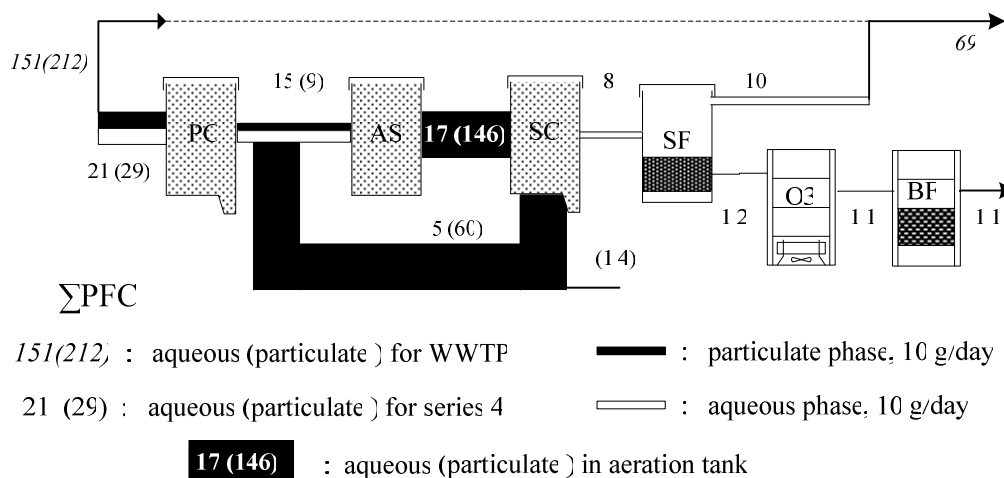 69
151(212)
15 (9)
8
10
PC
AS
17 (146)
SC
SF
21 (29)
O3
BF
12
11
11
5 (60)
(14)
∑PFC
151(212) : aqueous (particulate ) for WWTP
: particulate phase, 10 g/day
21 (29) : aqueous (particulate ) for series 4
: aqueous phase, 10 g/day
17 (146) : aqueous (particulate ) in aeration tank